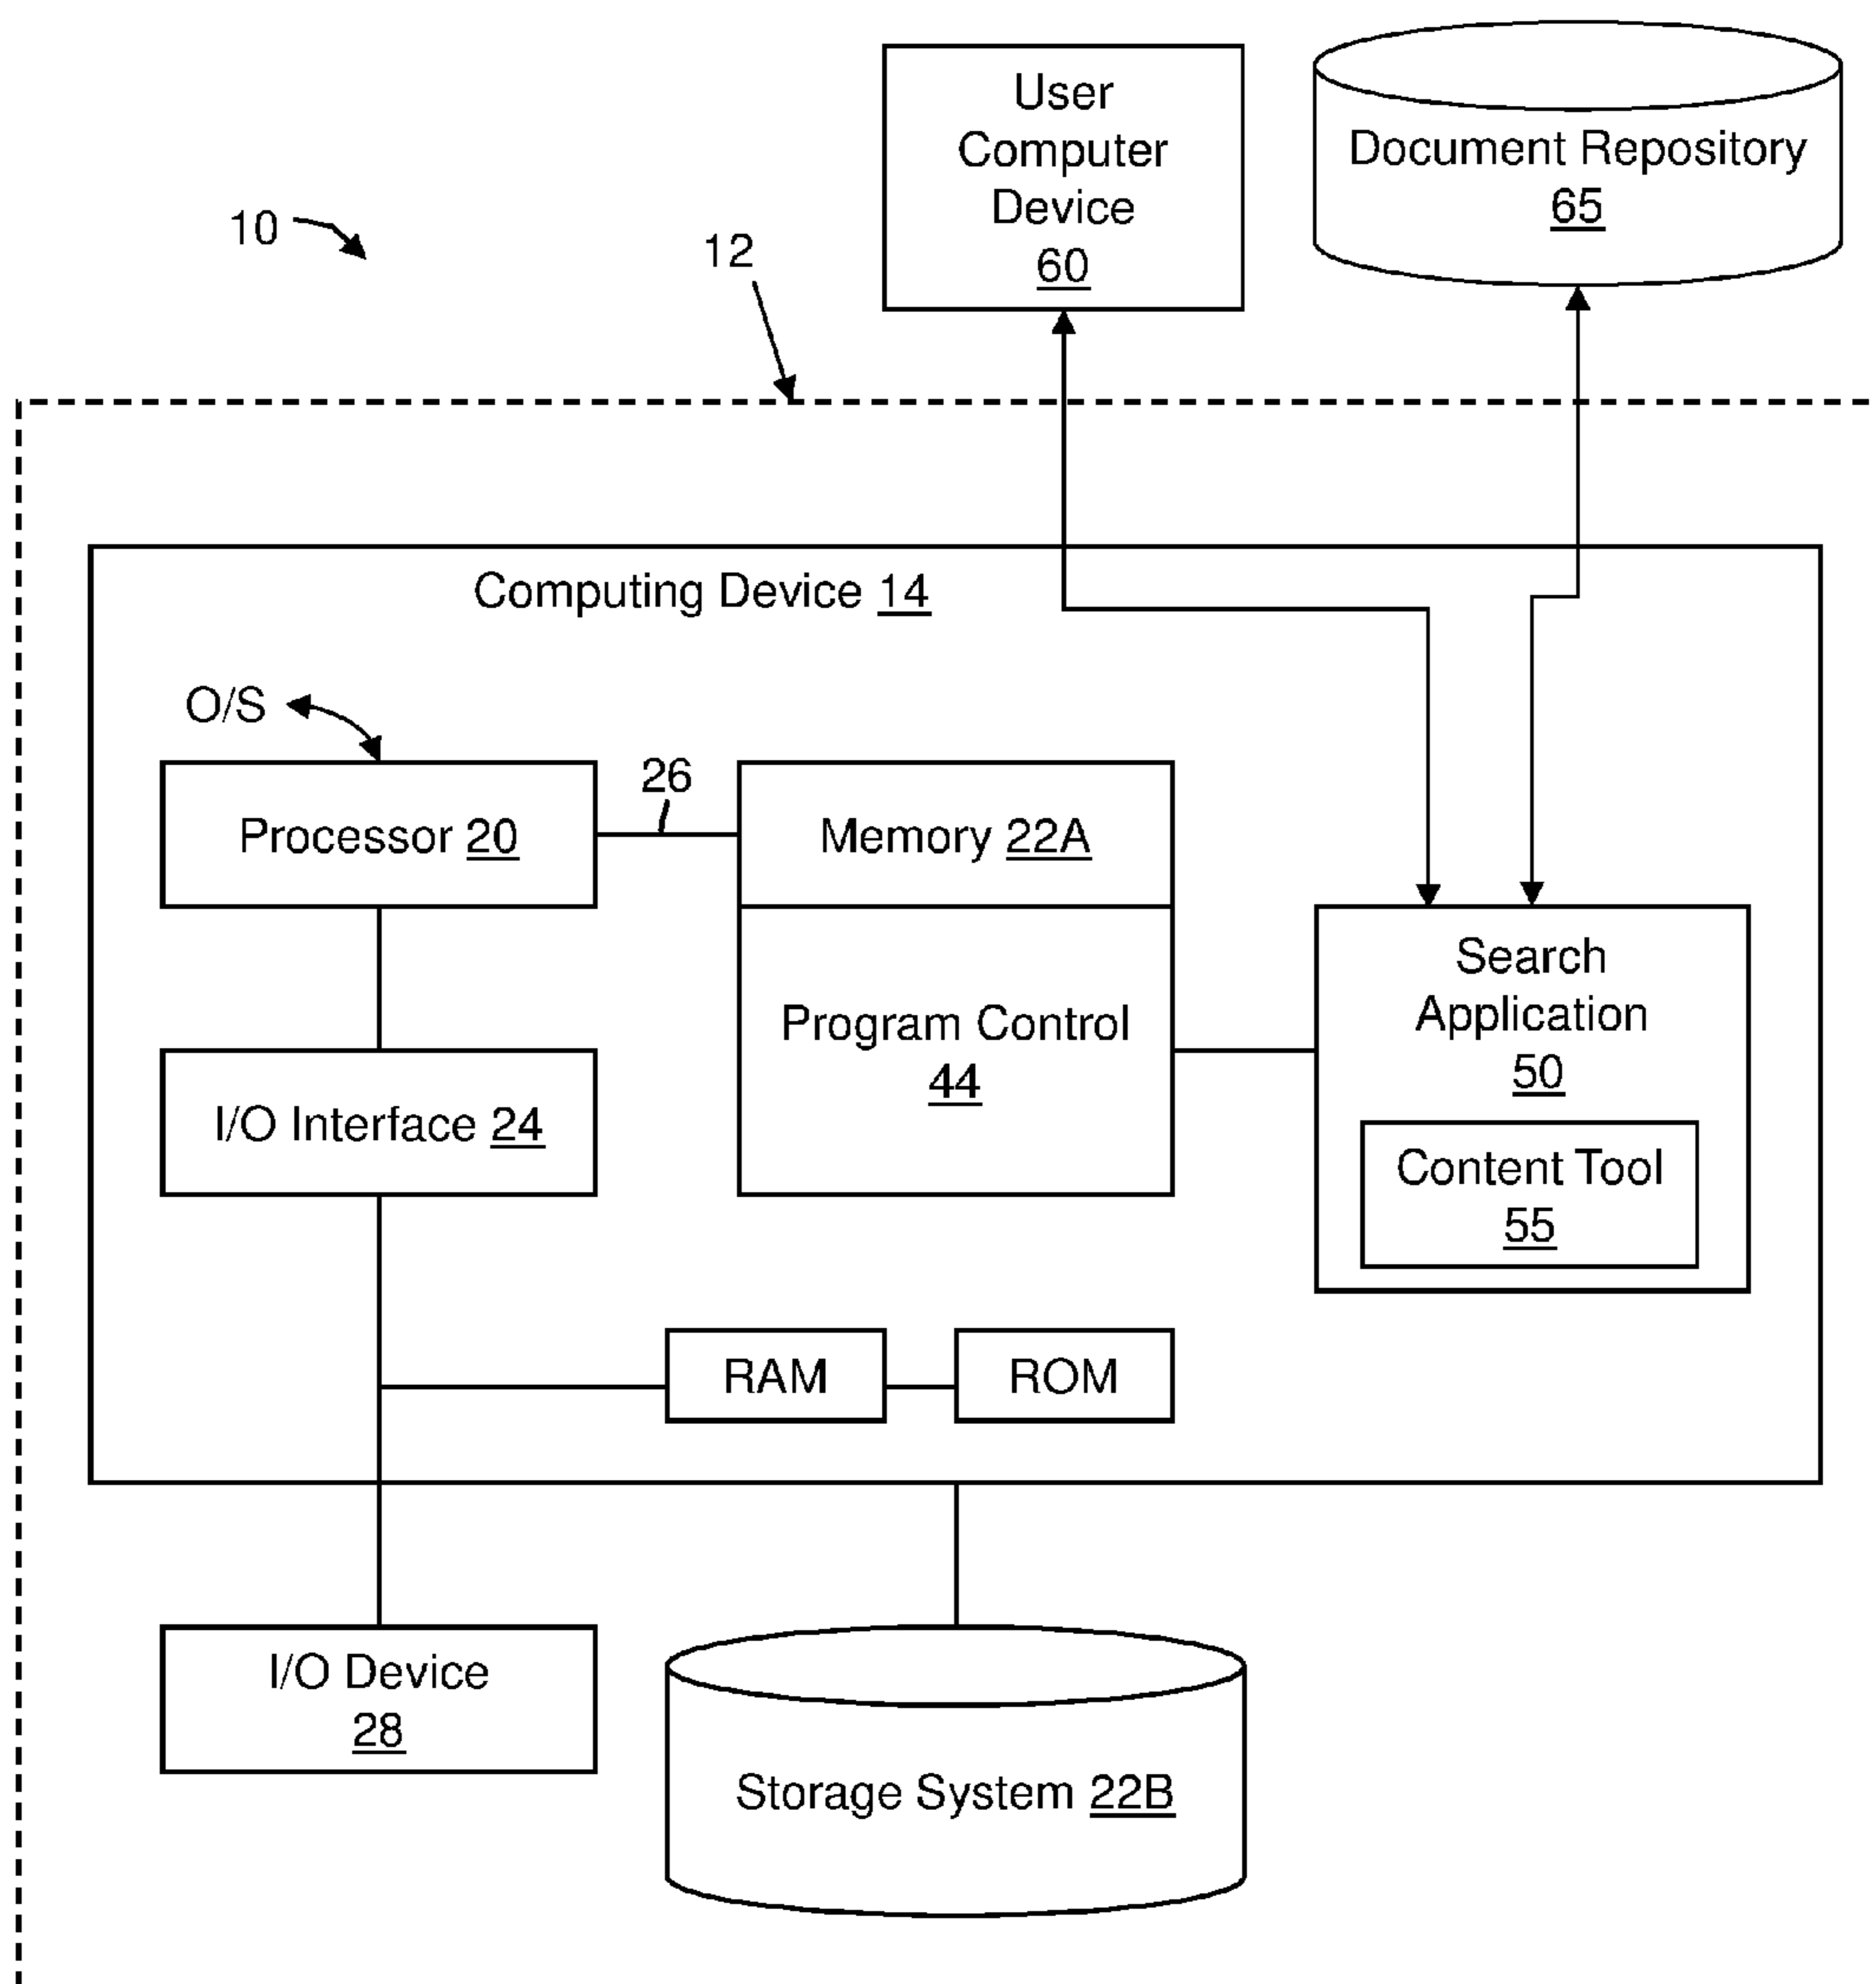 User
Computer
Device
60
Document Repository
65
10
12
Computing Device 14
O/S
26
Processor 20
Memory 22A
Search
Application
50
Program Control
44
I/O Interface 24
Content Tool
55
RAM
ROM
I/O Device
28
Storage System 22B